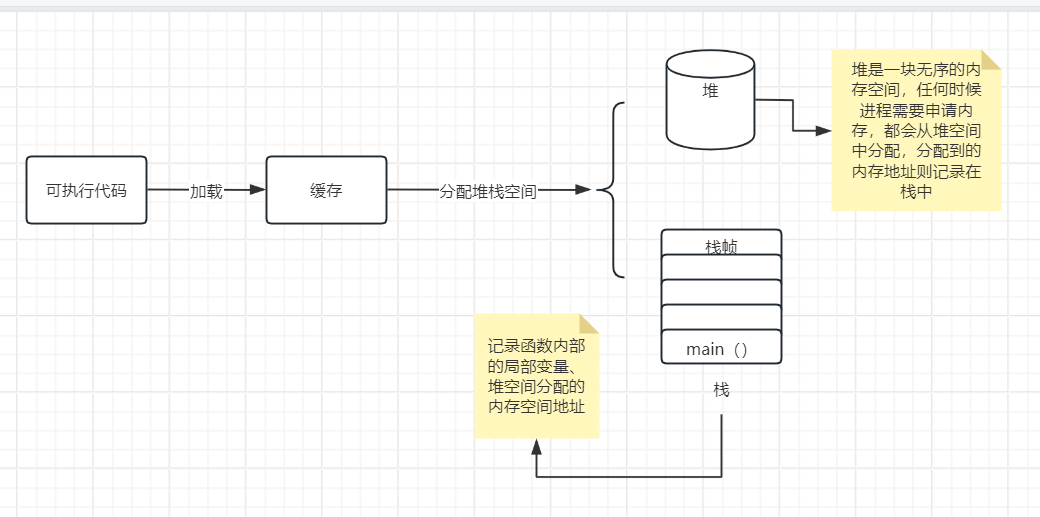 可执行代码
加载
缓存
分配堆栈空间
堆
堆是一块无序的内
存空间，任何时候
进程需要申请内
存，都会从堆空间
中分配，分配到的
内存地址则记录在
栈中
栈帧
main（）
栈
记录函数内部
的局部变量、
堆空间分配的
内存空间地址